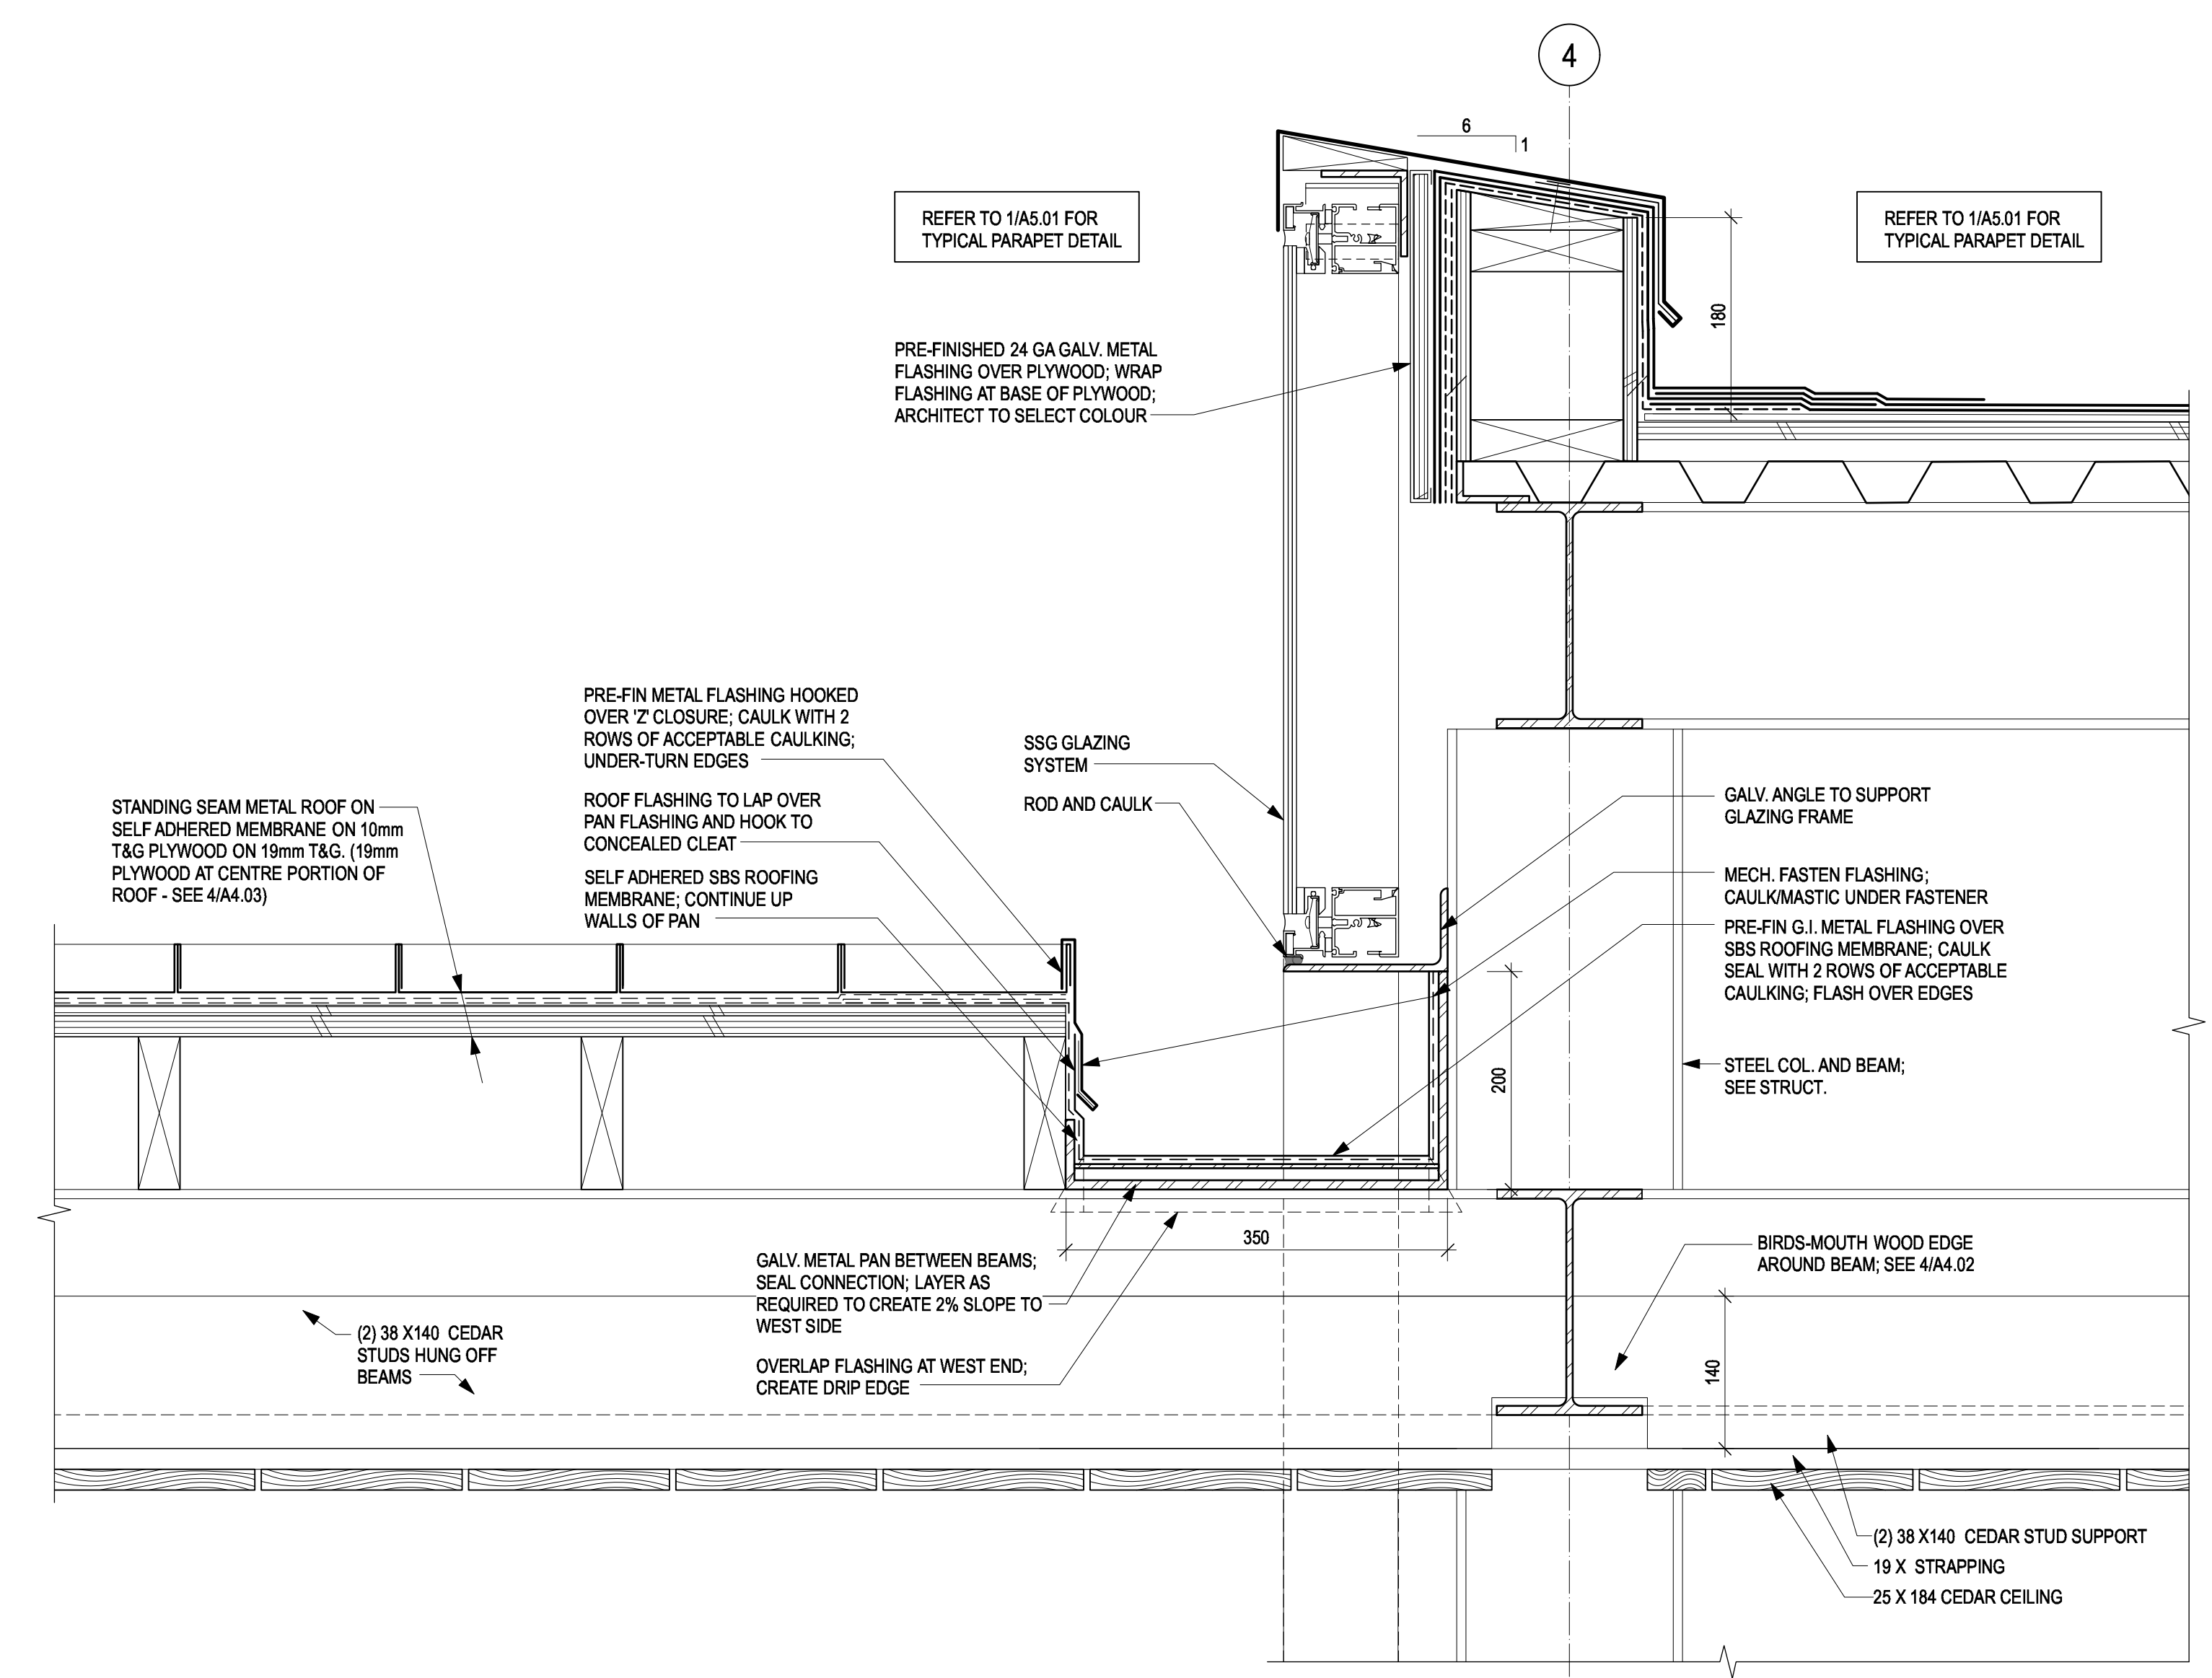 4
6
1
REFER TO 1/A5.01 FOR
TYPICAL PARAPET DETAIL
REFER TO 1/A5.01 FOR
TYPICAL PARAPET DETAIL
180
PRE-FINISHED 24 GA GALV. METAL
FLASHING OVER PLYWOOD; WRAP
FLASHING AT BASE OF PLYWOOD;
ARCHITECT TO SELECT COLOUR
PRE-FIN METAL FLASHING HOOKED
OVER 'Z' CLOSURE; CAULK WITH 2
ROWS OF ACCEPTABLE CAULKING;
UNDER-TURN EDGES
ROOF FLASHING TO LAP OVER
PAN FLASHING AND HOOK TO
CONCEALED CLEAT
SELF ADHERED SBS ROOFING
MEMBRANE; CONTINUE UP
WALLS OF PAN
STANDING SEAM METAL ROOF ON
SELF ADHERED MEMBRANE ON 10mm
T&G PLYWOOD ON 19mm T&G. (19mm
PLYWOOD AT CENTRE PORTION OF
ROOF - SEE 4/A4.03)
SSG GLAZING
SYSTEM
ROD AND CAULK
GALV. ANGLE TO SUPPORT
GLAZING FRAME
MECH. FASTEN FLASHING;
CAULK/MASTIC UNDER FASTENER
PRE-FIN G.I. METAL FLASHING OVER
SBS ROOFING MEMBRANE; CAULK
SEAL WITH 2 ROWS OF ACCEPTABLE
CAULKING; FLASH OVER EDGES
200
STEEL COL. AND BEAM;
SEE STRUCT.
350
GALV. METAL PAN BETWEEN BEAMS;
SEAL CONNECTION; LAYER AS
REQUIRED TO CREATE 2% SLOPE TO
WEST SIDE
OVERLAP FLASHING AT WEST END;
CREATE DRIP EDGE
BIRDS-MOUTH WOOD EDGE
AROUND BEAM; SEE 4/A4.02
(2) 38 X140 CEDAR
STUDS HUNG OFF
BEAMS
140
(2) 38 X140 CEDAR STUD SUPPORT
19 X STRAPPING
25 X 184 CEDAR CEILING